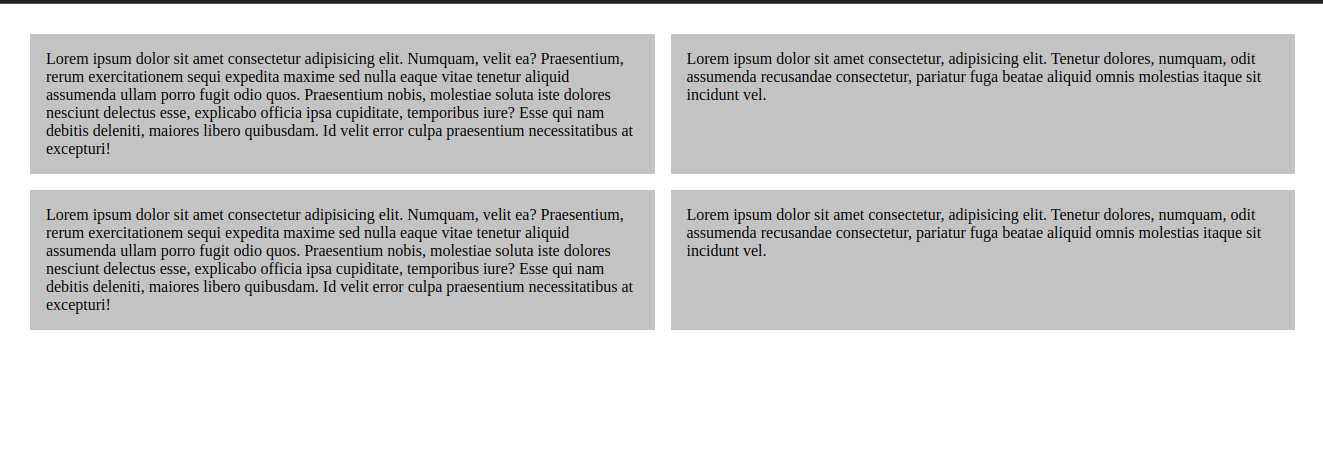 Lorem ipsum dolor sit amet consectetur adipisicing elit. Numquam, velit ea? Praesentium,
rerum exercitationem sequi expedita maxime sed nulla eaque vitae tenetur aliquid
assumenda ullam porro fugit odio quos. Praesentium nobis, molestiae soluta iste dolores
nesciunt delectus esse, explicabo officia ipsa cupiditate, temporibus iure? Esse qui nam
debitis deleniti, maiores libero quibusdam. Id velit error culpa praesentium necessitatibus at
excepturi!
Lorem ipsum dolor sit amet consectetur, adipisicing elit. Tenetur dolores, numquam, odit
assumenda recusandae consectetur, pariatur fuga beatae aliquid omnis molestias itaque sit
incidunt vel.
Lorem ipsum dolor sit amet consectetur adipisicing elit. Numquam, velit ea? Praesentium,
rerum exercitationem sequi expedita maxime sed nulla eaque vitae tenetur aliquid
assumenda ullam porro fugit odio quos. Praesentium nobis, molestiae soluta iste dolores
nesciunt delectus esse, explicabo officia ipsa cupiditate, temporibus iure? Esse qui nam
debitis deleniti, maiores libero quibusdam. Id velit error culpa praesentium necessitatibus at
excepturi!
Lorem ipsum dolor sit amet consectetur, adipisicing elit. Tenetur dolores, numquam, odit
assumenda recusandae consectetur, pariatur fuga beatae aliquid omnis molestias itaque sit
incidunt vel.